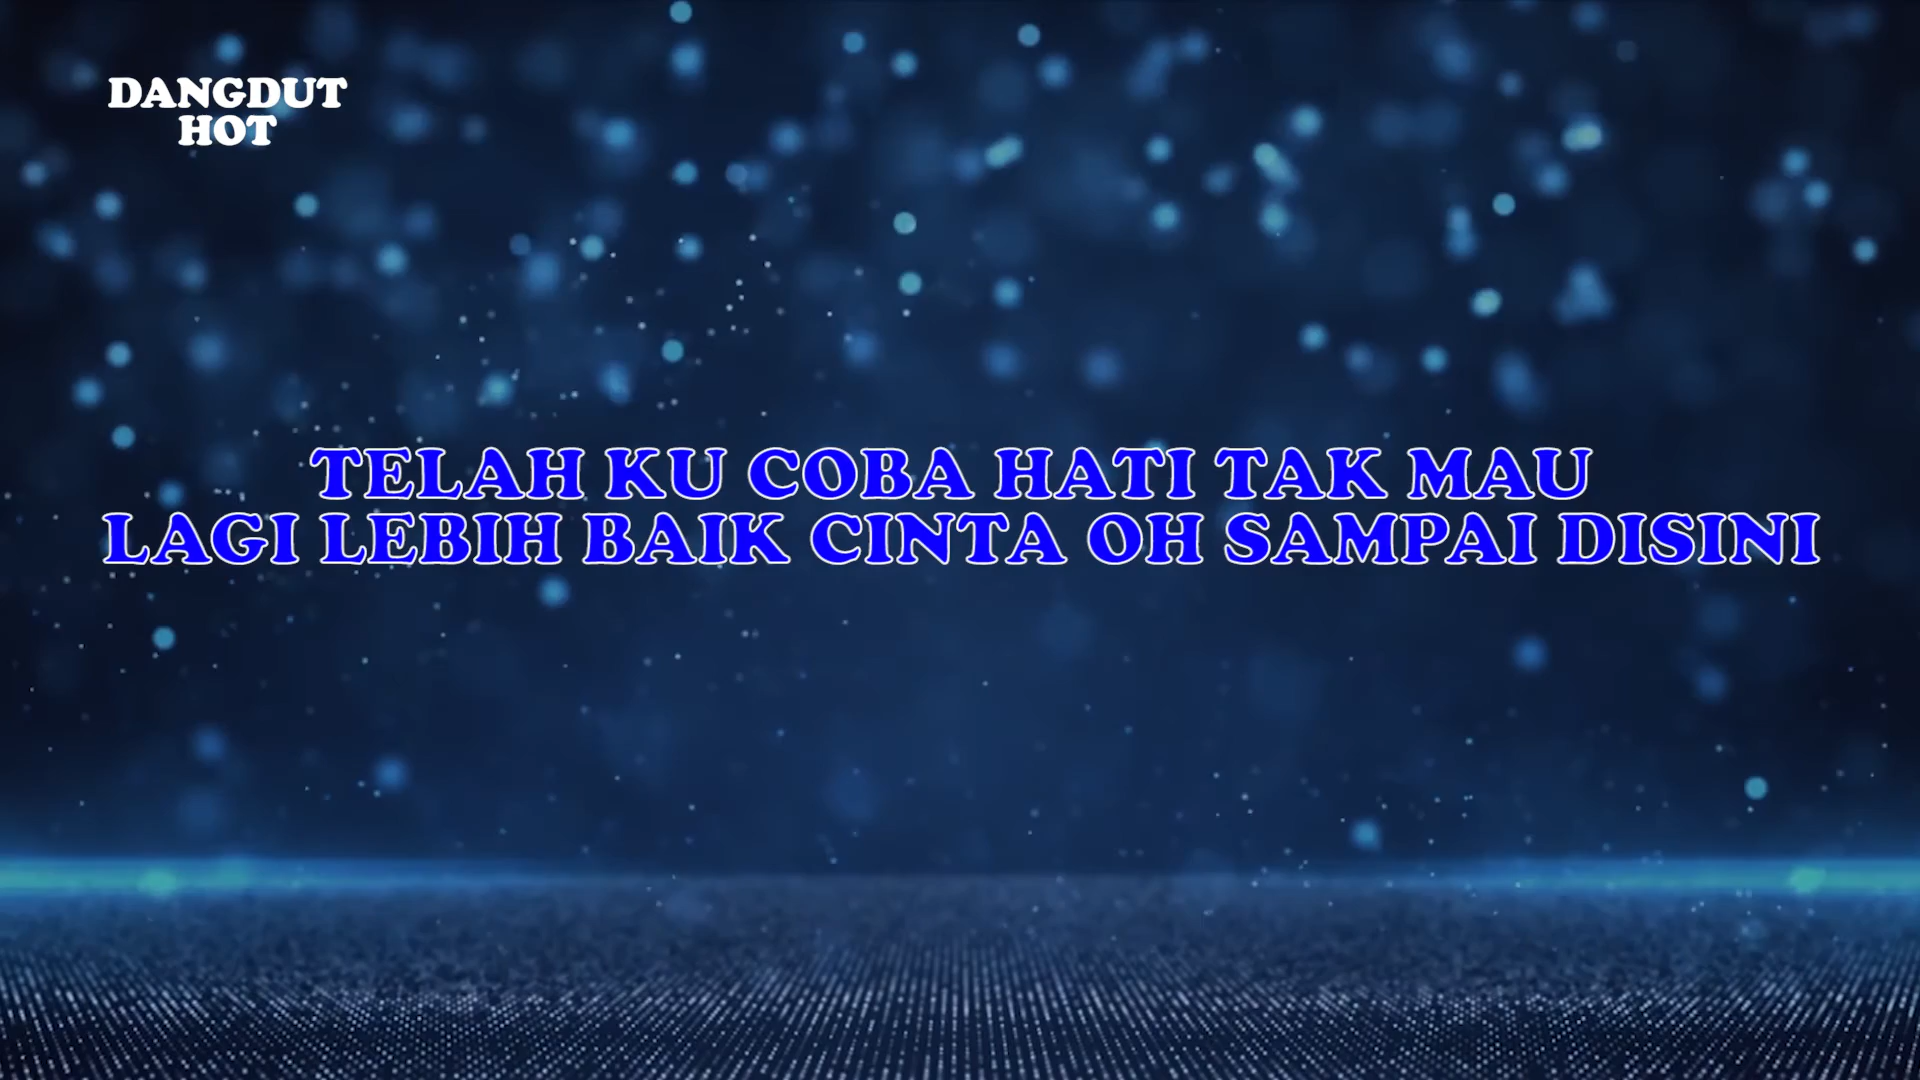 DANGDUT
HOT
TELAH KU COBA HATI TAK MAU
LAGI LEBIH BAIK CINTA OH SAMPAI DISINI